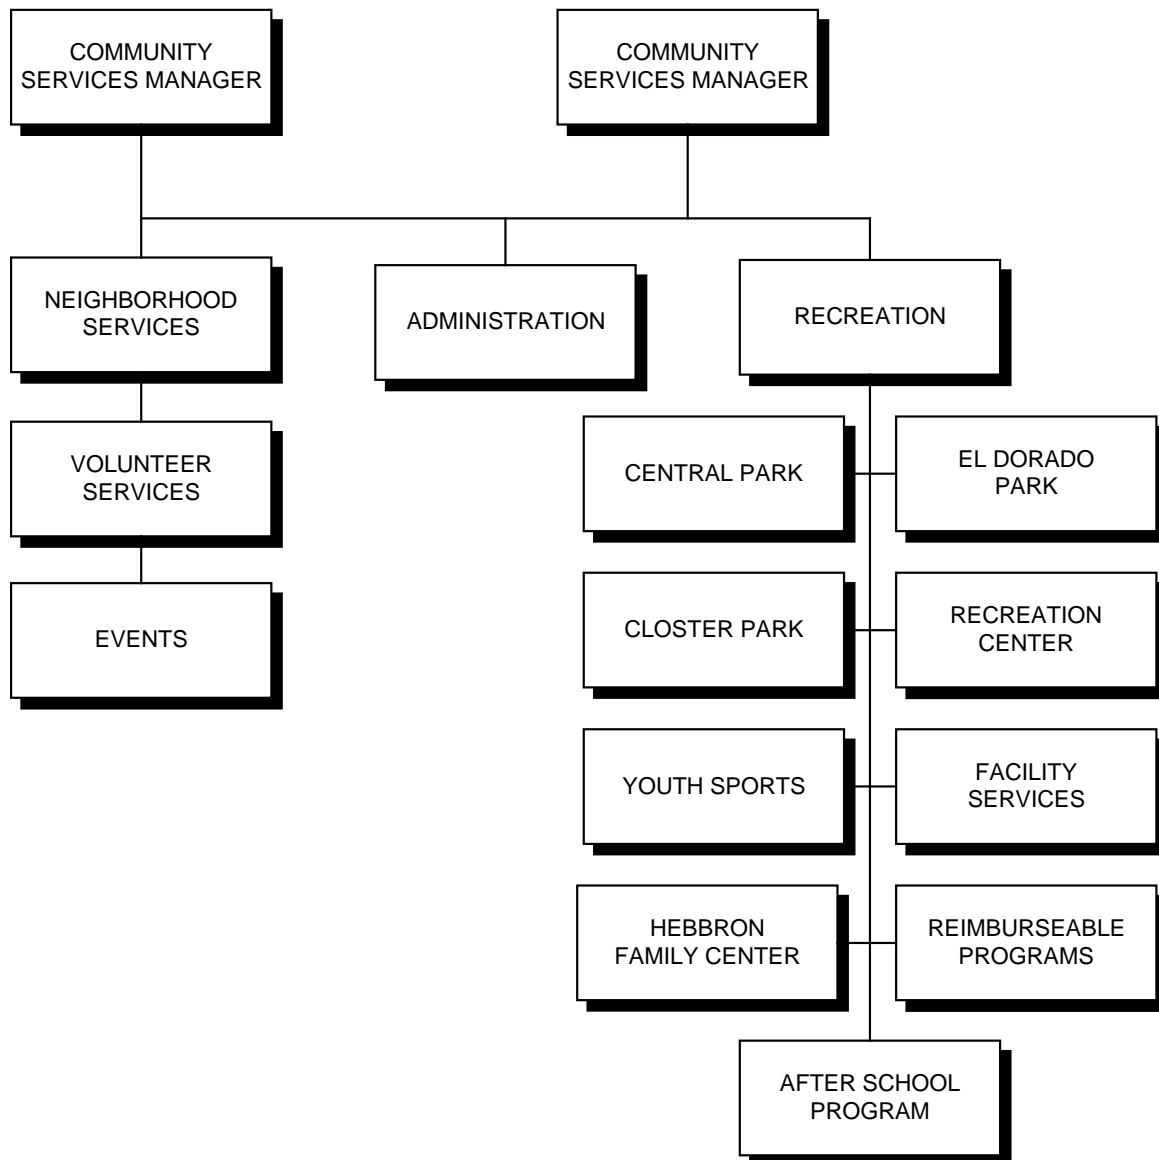 COMMUNITY
SERVICES MANAGER
COMMUNITY
SERVICES MANAGER
NEIGHBORHOOD
SERVICES
ADMINISTRATION
RECREATION
VOLUNTEER
SERVICES
CENTRAL PARK
EL DORADO
PARK
EVENTS
CLOSTER PARK
RECREATION
CENTER
YOUTH SPORTS
FACILITY
SERVICES
HEBBRON
FAMILY CENTER
REIMBURSEABLE
PROGRAMS
AFTER SCHOOL
PROGRAM